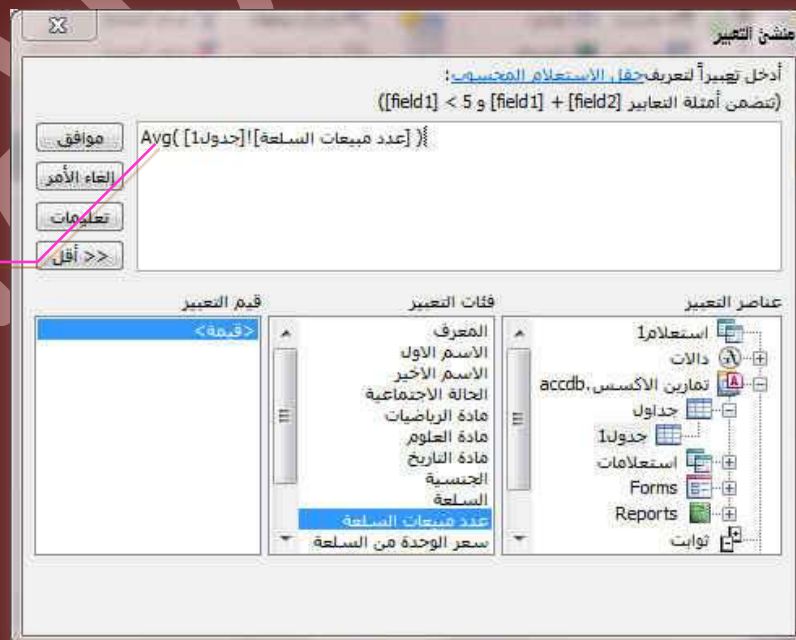 منشئ التعبير
أدخل تعبيراً لتعريف حقل الاستعلام المحسوب:
(تتضمن أمثلة التعابير [field1] + [field2] و [field1] < 5)
Avg( [جدول1]![عدد مبيعات السلعة] )
موافق
إلغاء الأمر
تعليمات
<< أقل
عناصر التعبير
استعلام1
دالات
تمارين الاكسس.accdb
جداول
جدول1
استعلامات
Forms
Reports
ثوابت
فئات التعبير
المعرف
الاسم الاول
الاسم الاخير
الحالة الاجتماعية
مادة الرياضيات
مادة العلوم
مادة التاريخ
الجنسية
السلعة
عدد مبيعات السلعة
سعر الوحدة من السلعة
قيم التعبير
<قيمة>